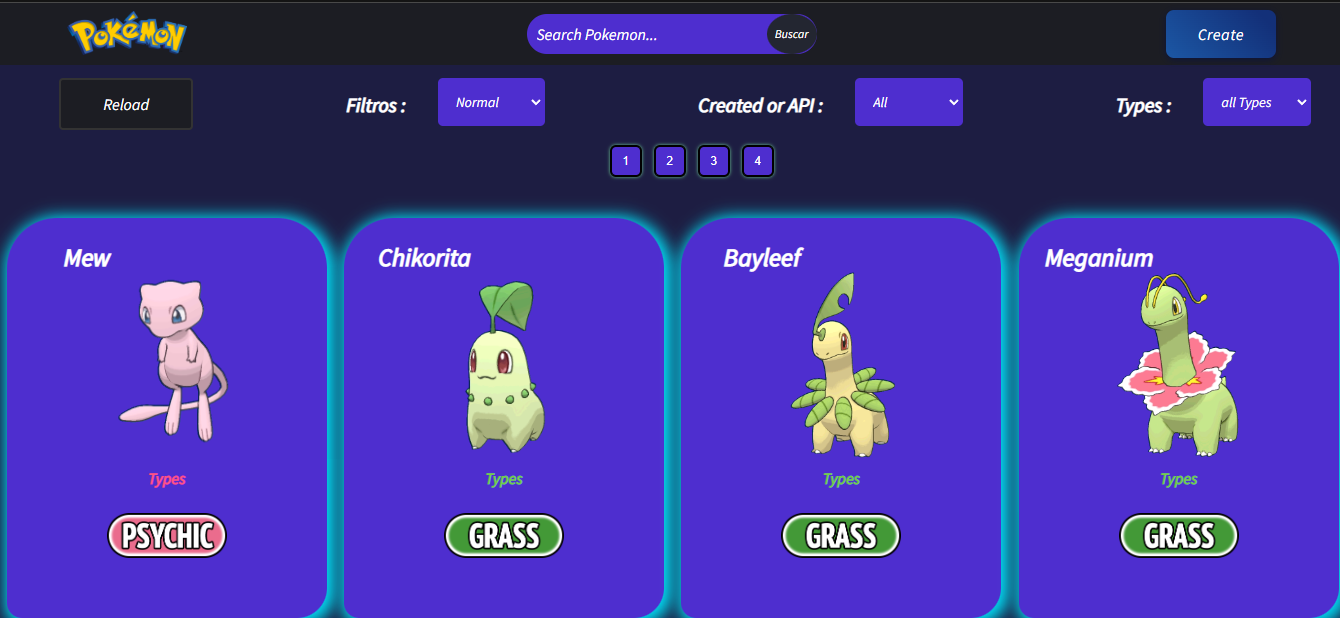 POKéMON
Search Pokemon...
Buscar
Create
Reload
Filtros :
Normal
Created or API :
All
Types :
all Types
1 2 3 4
Mew
Chikorita
Bayleef
Meganium
Types
Types
Types
Types
PSYCHIC
GRASS
GRASS
GRASS